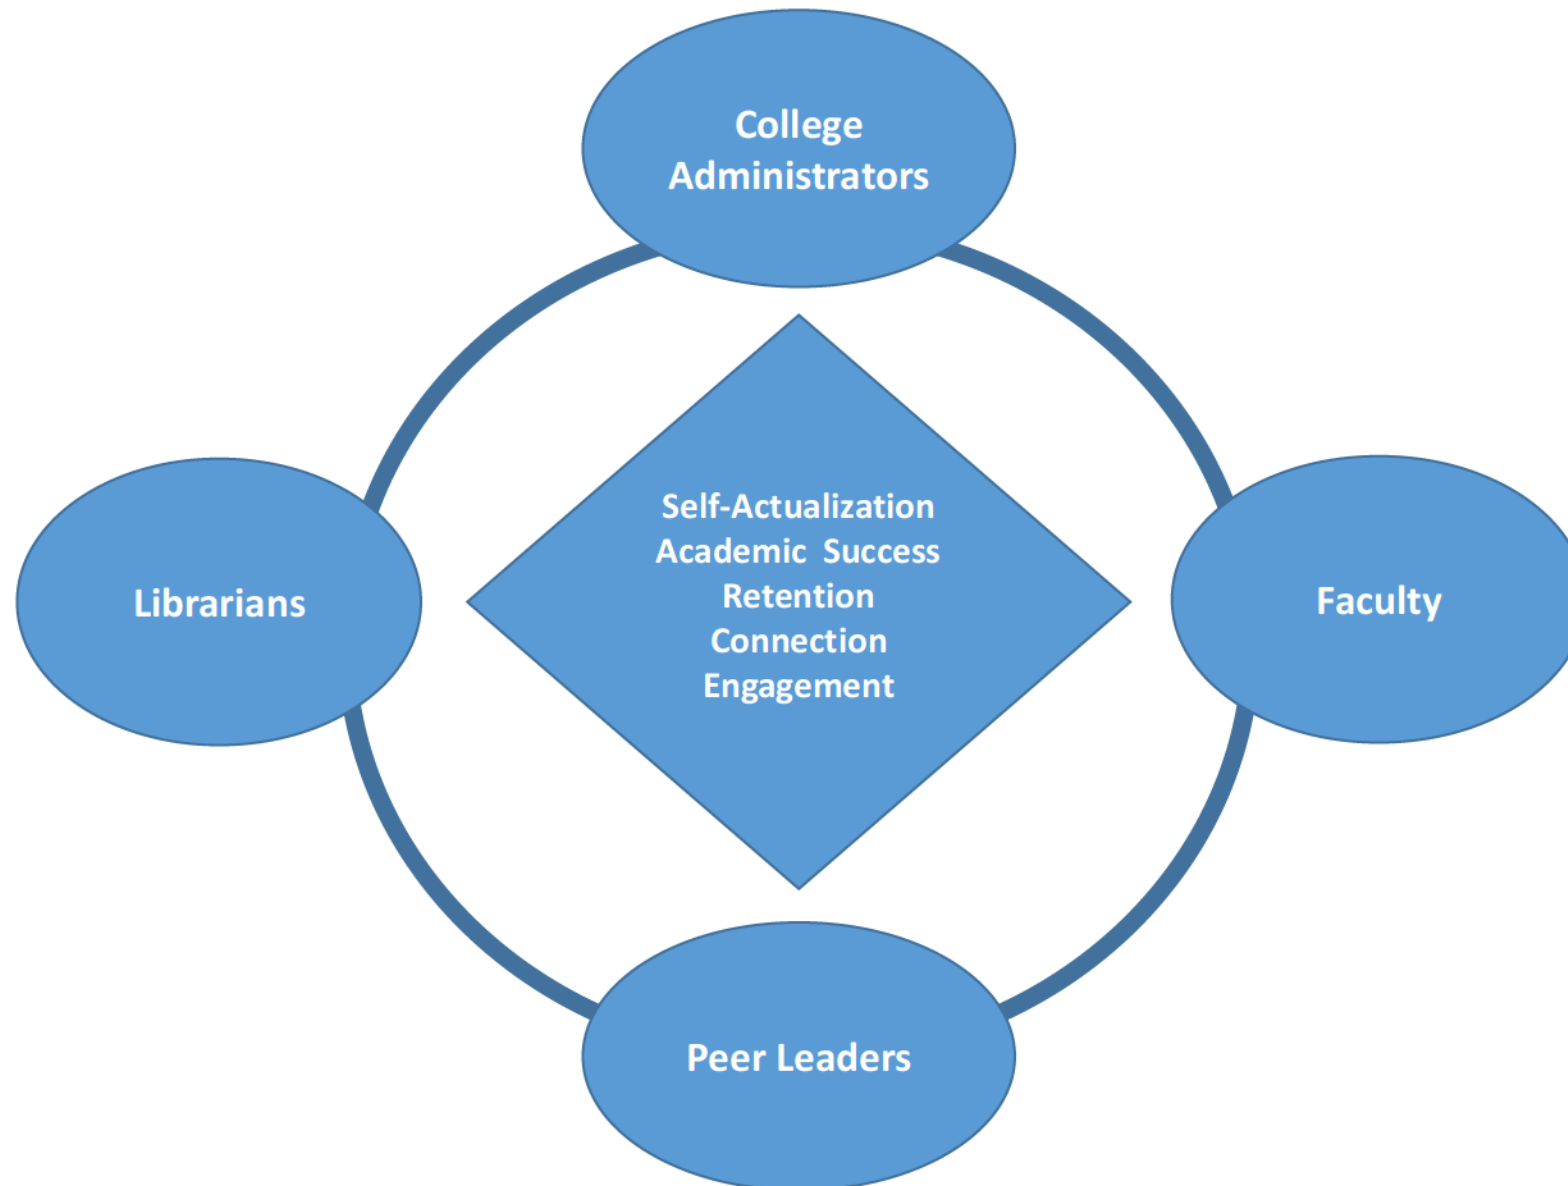 College
Administrators
Self-Actualization
Academic Success
Retention
Connection
Engagement
Librarians
Faculty
Peer Leaders